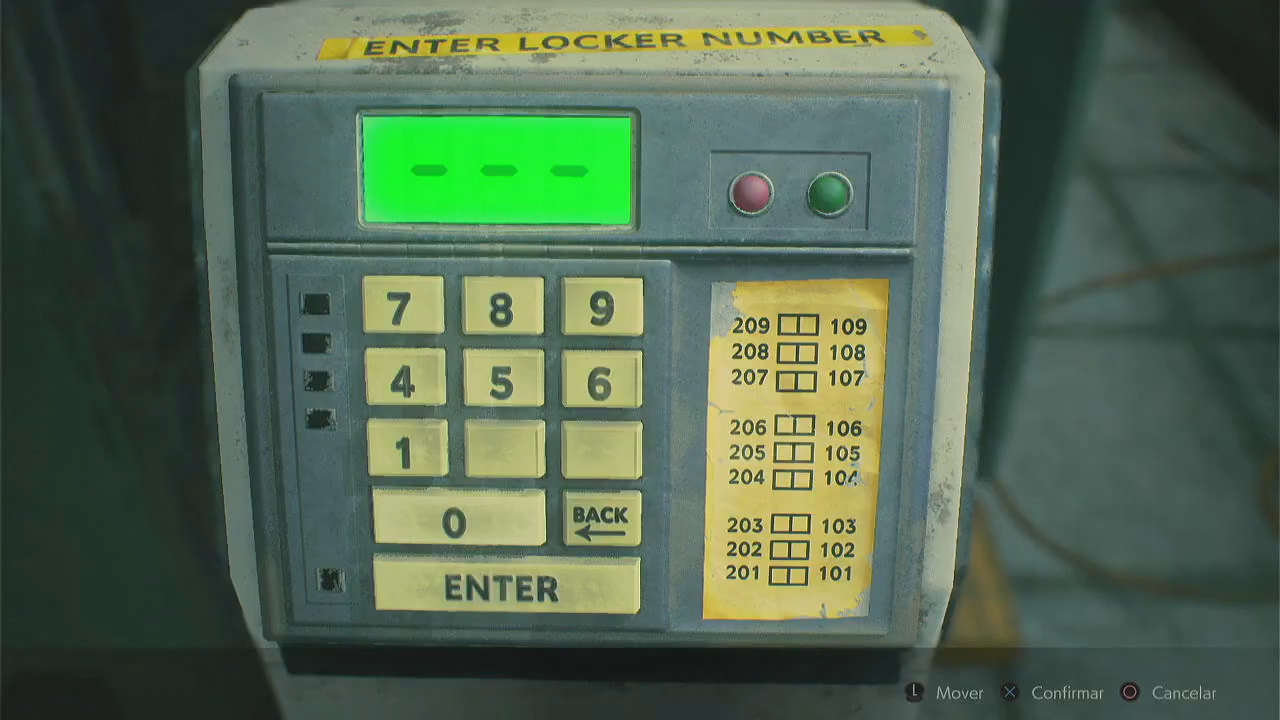 ENTER LOCKER NUMBER
- - -
7 8 9
4 5 6
1
0 BACK
ENTER
209 109
208 108
207 107
206 106
205 105
204 104
203 103
202 102
201 101
L Mover Confirmar Cancelar